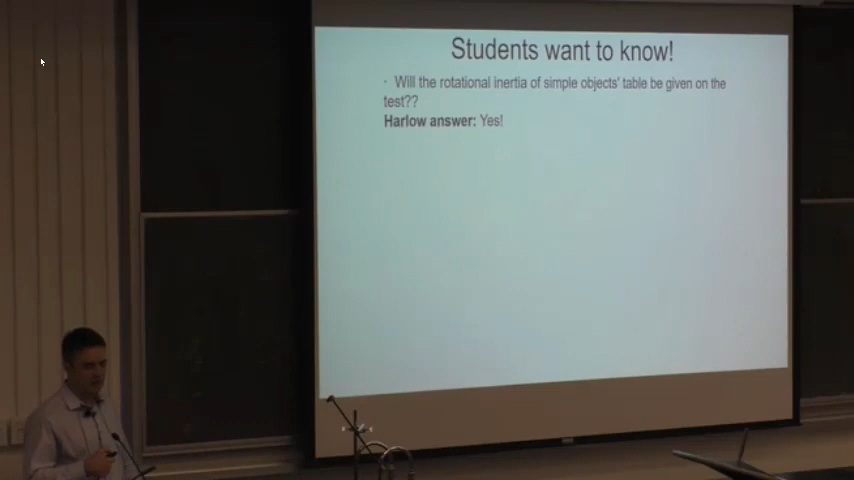 Students want to know!
· Will the rotational inertia of simple objects' table be given on the
test??
Harlow answer: Yes!